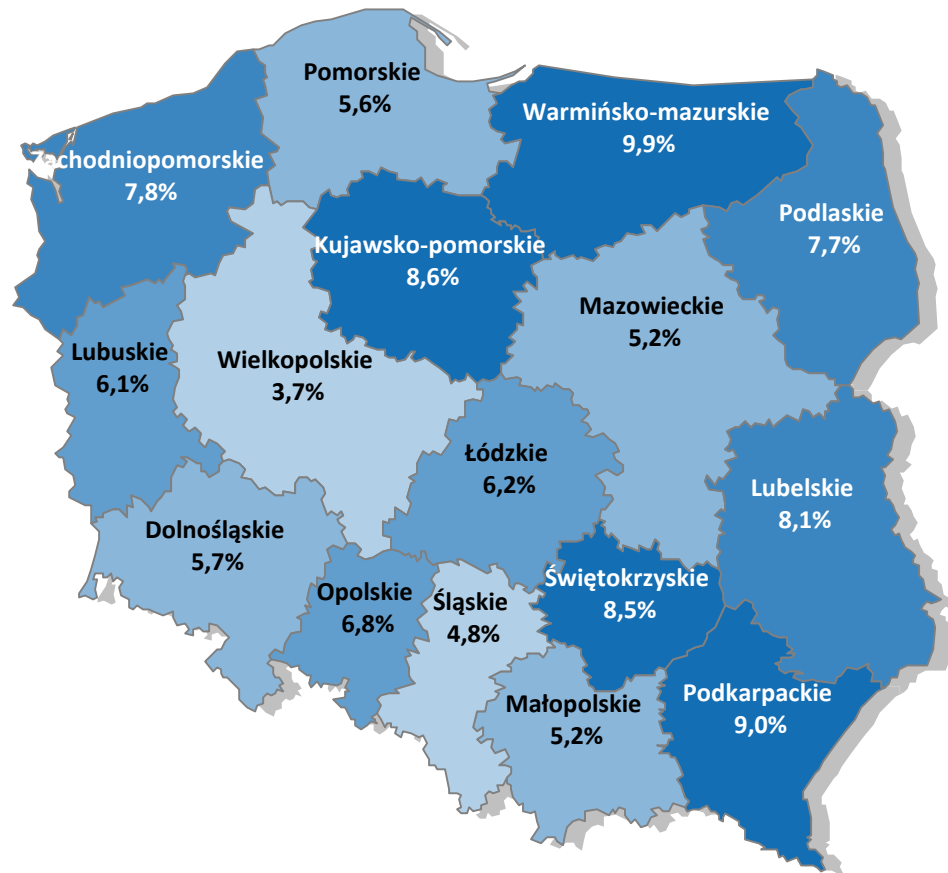 Pomorskie
5,6%
Warmińsko-mazurskie
9,9%
Zachodniopomorskie
7,8%
Podlaskie
7,7%
Kujawsko-pomorskie
8,6%
Mazowieckie
5,2%
Lubuskie
6,1%
Wielkopolskie
3,7%
Łódzkie
6,2%
Lubelskie
8,1%
Dolnośląskie
5,7%
Opolskie
6,8%
Śląskie
4,8%
Świętokrzyskie
8,5%
Małopolskie
5,2%
Podkarpackie
9,0%